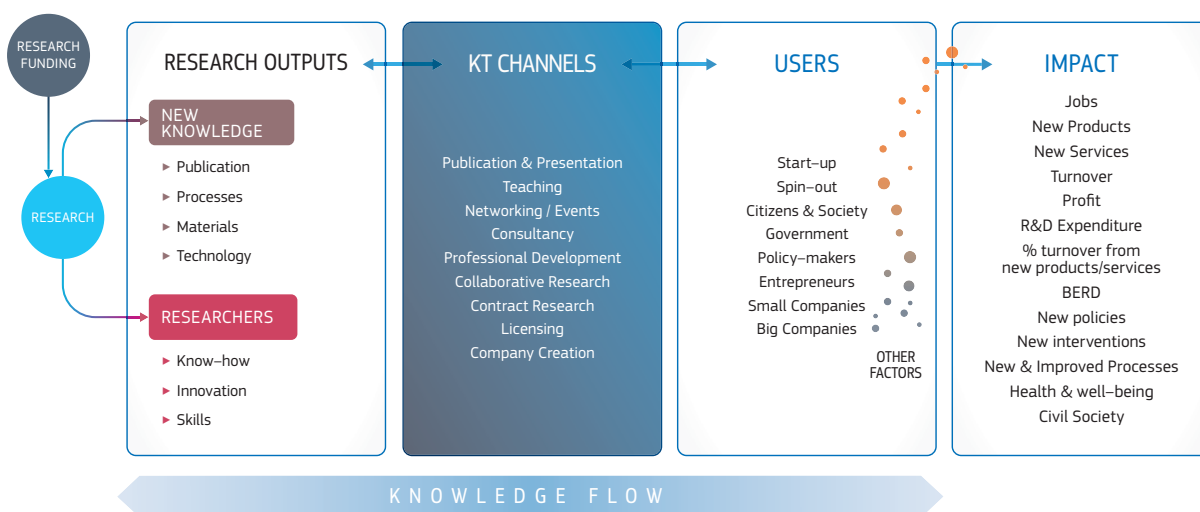 RESEARCH
FUNDING
RESEARCH
RESEARCH OUTPUTS
NEW
KNOWLEDGE
Publication
Processes
Materials
Technology
RESEARCHERS
Know–how
Innovation
Skills
KT CHANNELS
Publication & Presentation
Teaching
Networking / Events
Consultancy
Professional Development
Collaborative Research
Contract Research
Licensing
Company Creation
USERS
Start–up
Spin–out
Citizens & Society
Government
Policy–makers
Entrepreneurs
Small Companies
Big Companies
OTHER
FACTORS
IMPACT
Jobs
New Products
New Services
Turnover
Profit
R&D Expenditure
% turnover from
new products/services
BERD
New policies
New interventions
New & Improved Processes
Health & well–being
Civil Society
KNOWLEDGE FLOW